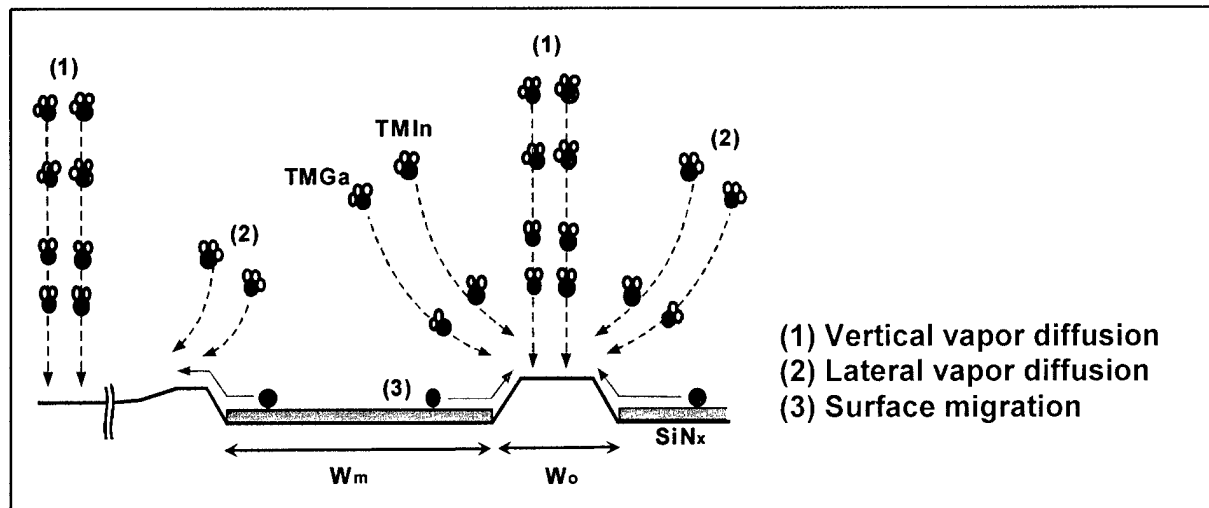 (1)
(1)
TMIn
(2)
TMGa
(2)
(3)
SiNx
Wm
Wo
(1) Vertical vapor diffusion
(2) Lateral vapor diffusion
(3) Surface migration